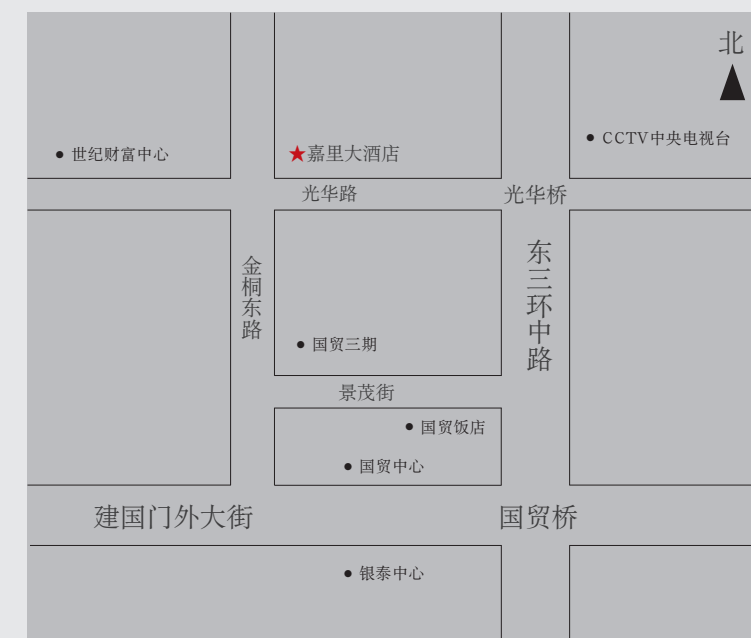 北
CCTV中央电视台
世纪财富中心
嘉里大酒店
光华路
光华桥
金桐东路
东三环中路
国贸三期
景茂街
国贸饭店
国贸中心
建国门外大街
国贸桥
银泰中心